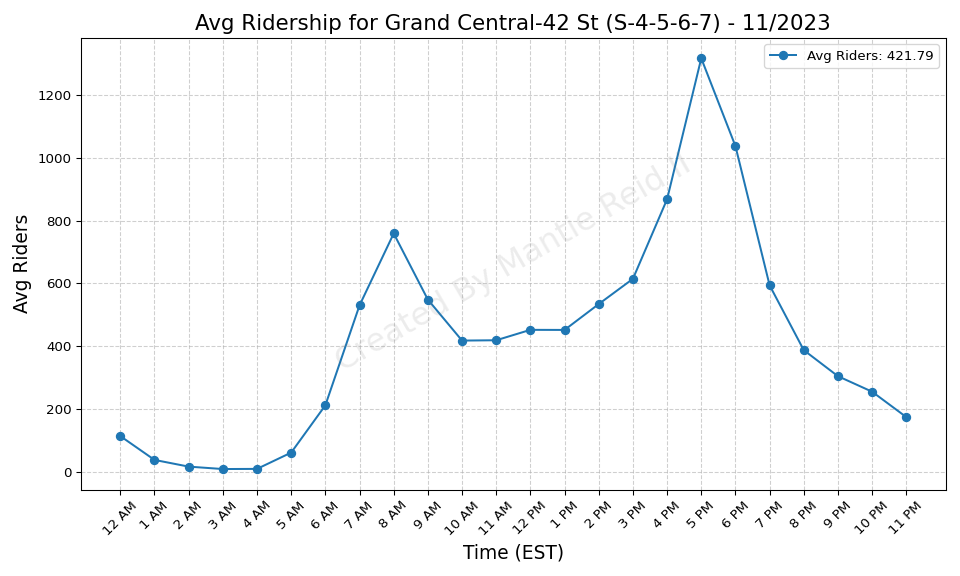 Avg Ridership for Grand Central-42 St (S-4-5-6-7) - 11/2023
Avg Riders: 421.79
1200
1000
800
600
400
200
0
Avg Riders
Created By Mantle Reid II
12 AM
1 AM
2 AM
3 AM
4 AM
5 AM
6 AM
7 AM
8 AM
9 AM
10 AM
11 AM
12 PM
1 PM
2 PM
3 PM
4 PM
5 PM
6 PM
7 PM
8 PM
9 PM
10 PM
11 PM
Time (EST)